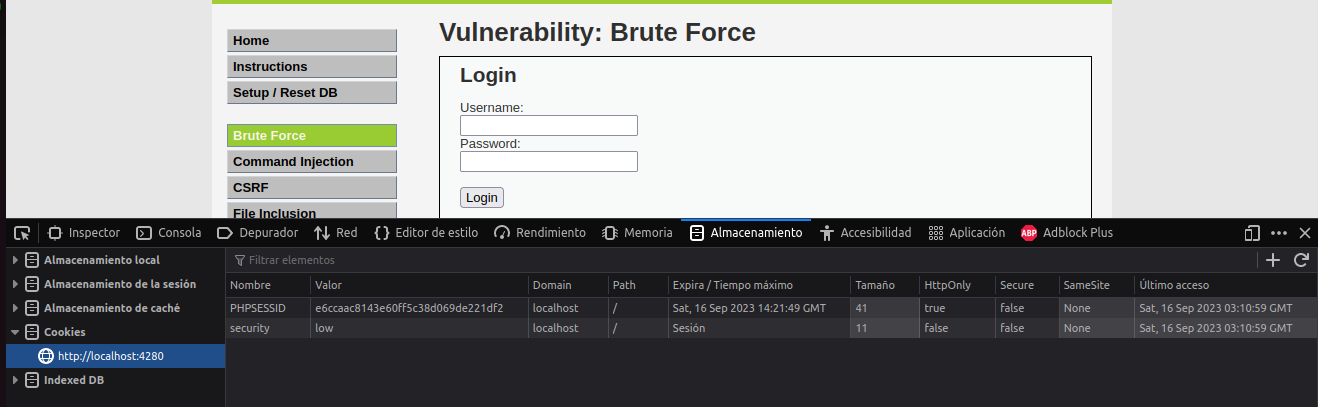 Vulnerability: Brute Force
Home
Instructions
Setup / Reset DB
Brute Force
Command Injection
CSRF
File Inclusion
Login
Username:
Password:
Login
Inspector Consola Depurador Red Editor de estilo Rendimiento Memoria Almacenamiento Accesibilidad Aplicación ABP Adblock Plus
Almacenamiento local
Almacenamiento de la sesión
Almacenamiento de caché
Cookies
http://localhost:4280
Indexed DB
Filtrar elementos
Nombre Valor Domain Path Expira / Tiempo máximo Tamaño HttpOnly Secure SameSite Último acceso
PHPSESSID e6ccaac8143e60ff5c38d069de221df2 localhost / Sat, 16 Sep 2023 14:21:49 GMT 41 true false None Sat, 16 Sep 2023 03:10:59 GMT
security low localhost / Sesión 11 false false None Sat, 16 Sep 2023 03:10:59 GMT